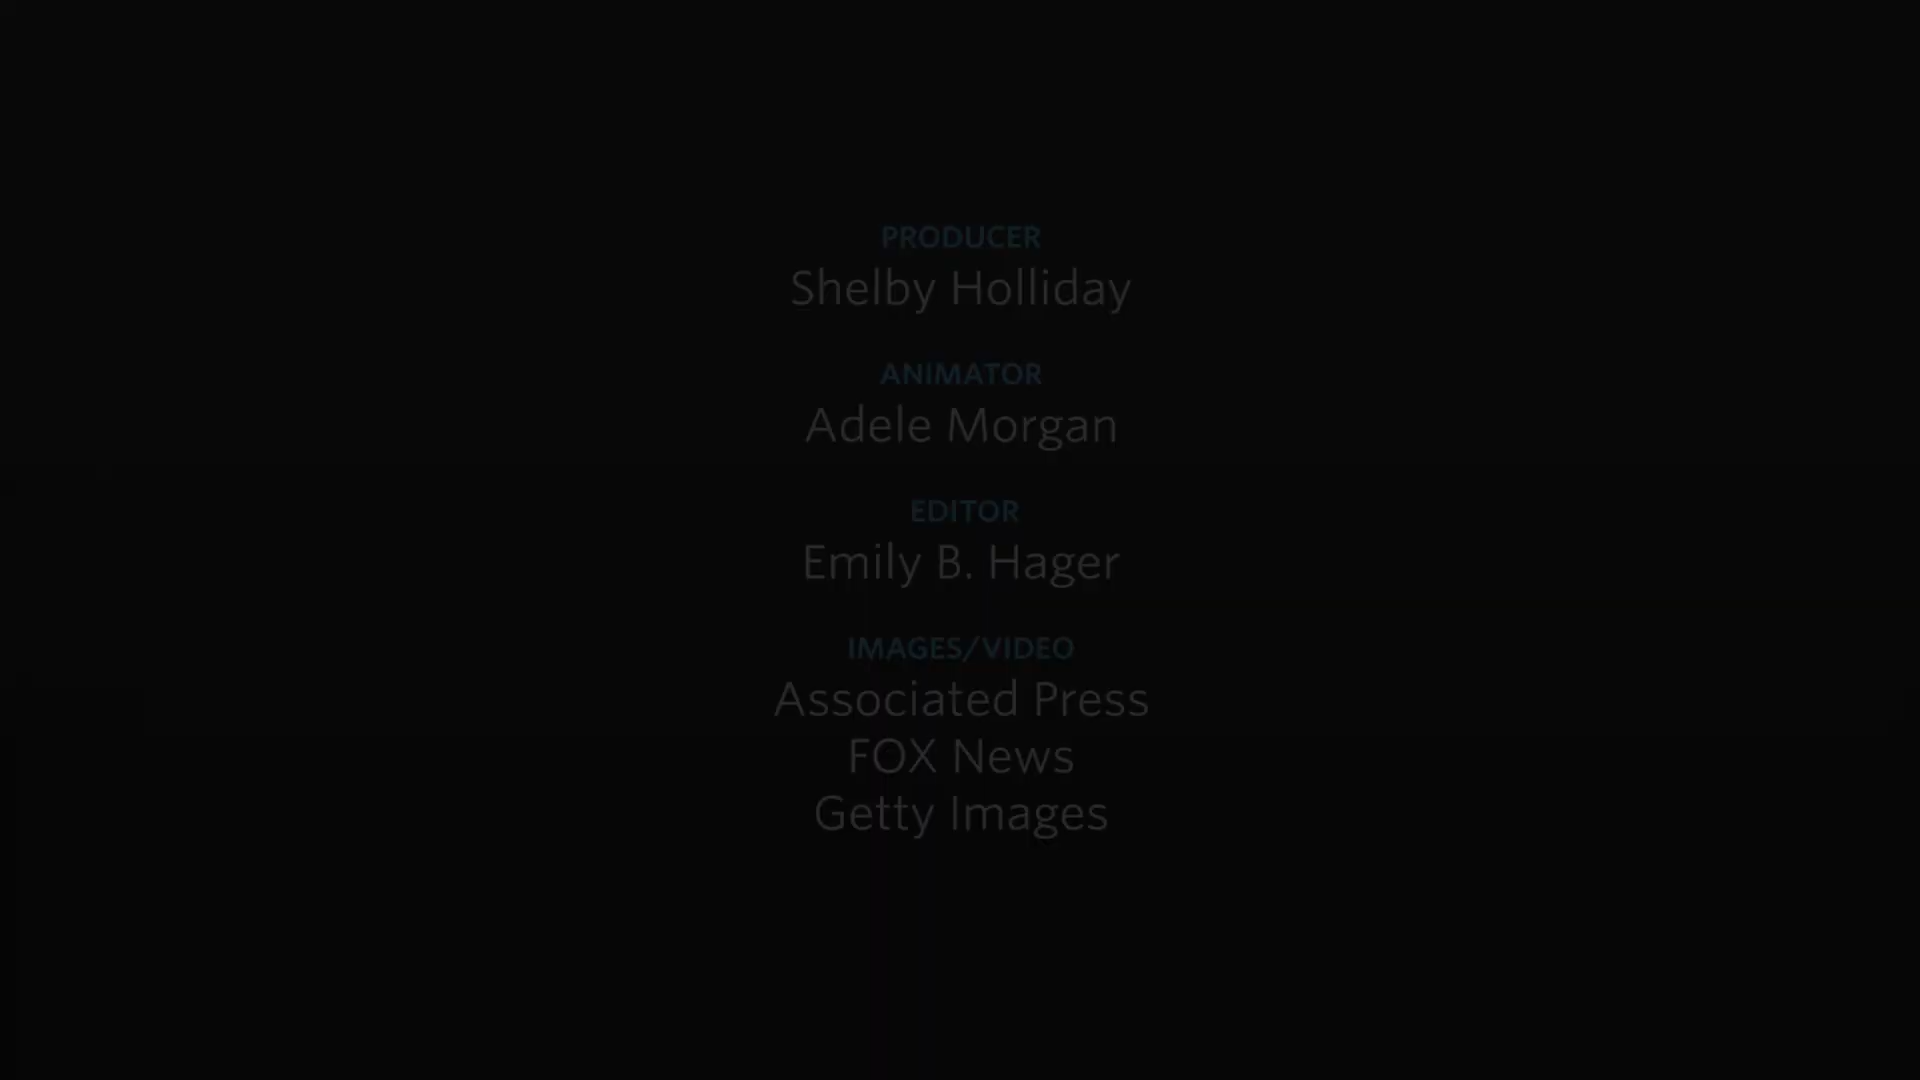 PRODUCER
Shelby Holliday
ANIMATOR
Adele Morgan
EDITOR
Emily B. Hager
IMAGES/VIDEO
Associated Press
FOX News
Getty Images